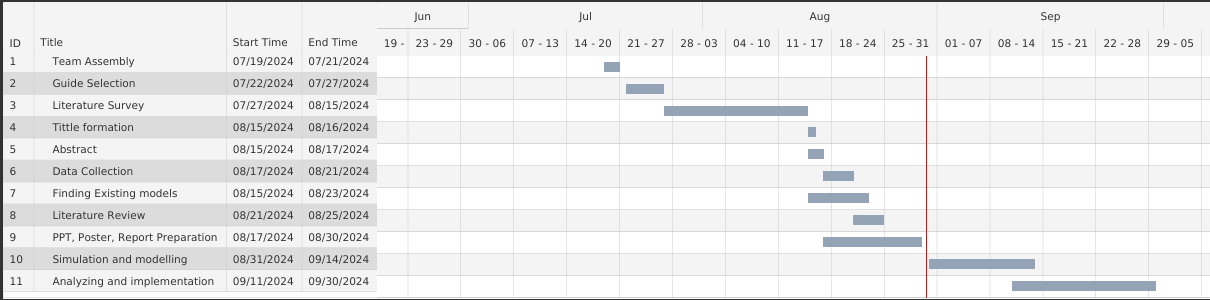 Jun Jul Aug Sep
ID Title Start Time End Time 19 - 23 - 29 30 - 06 07 - 13 14 - 20 21 - 27 28 - 03 04 - 10 11 - 17 18 - 24 25 - 31 01 - 07 08 - 14 15 - 21 22 - 28 29 - 05
1 Team Assembly 07/19/2024 07/21/2024
2 Guide Selection 07/22/2024 07/27/2024
3 Literature Survey 07/27/2024 08/15/2024
4 Tittle formation 08/15/2024 08/16/2024
5 Abstract 08/15/2024 08/17/2024
6 Data Collection 08/17/2024 08/21/2024
7 Finding Existing models 08/15/2024 08/23/2024
8 Literature Review 08/21/2024 08/25/2024
9 PPT, Poster, Report Preparation 08/17/2024 08/30/2024
10 Simulation and modelling 08/31/2024 09/14/2024
11 Analyzing and implementation 09/11/2024 09/30/2024